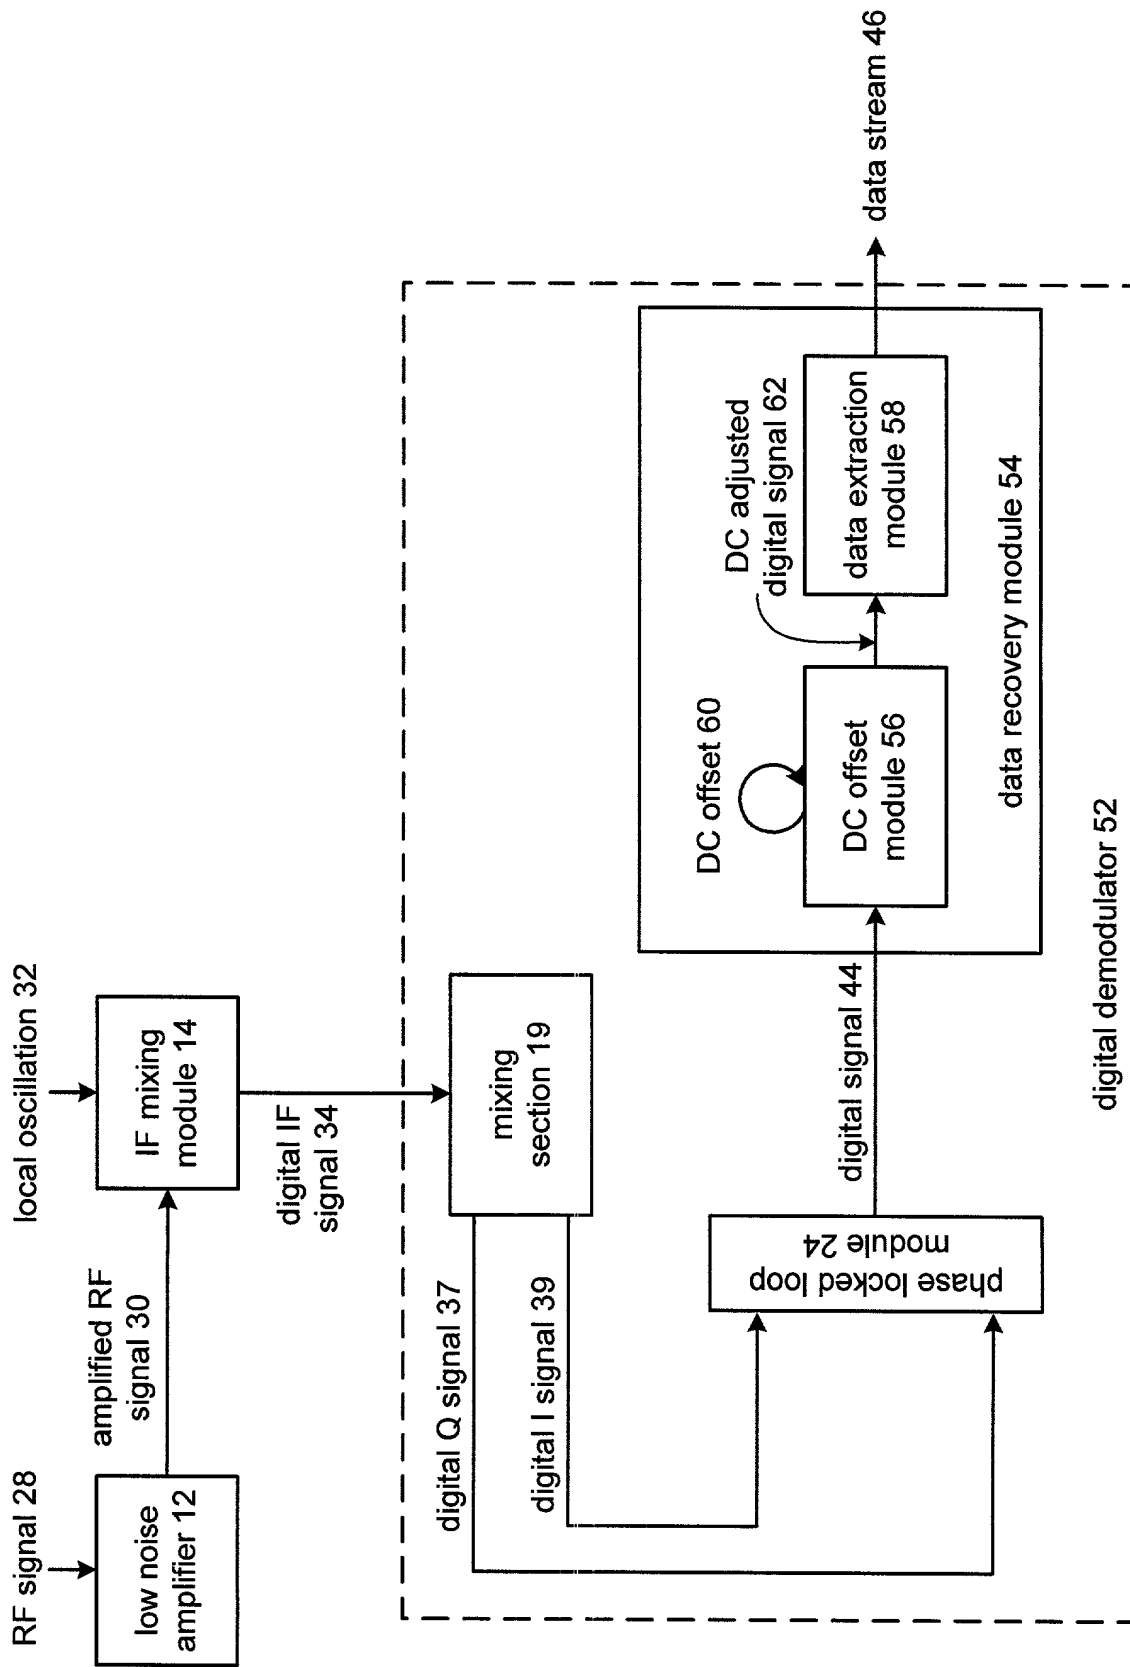 RF signal 28
low noise
amplifier 12
amplified RF
signal 30
local oscillation 32
IF mixing
module 14
digital IF
signal 34
mixing
section 19
digital Q signal 37
digital I signal 39
phase locked loop
module 24
digital signal 44
DC offset 60
DC offset
module 56
DC adjusted
digital signal 62
data extraction
module 58
data recovery module 54
data stream 46
digital demodulator 52